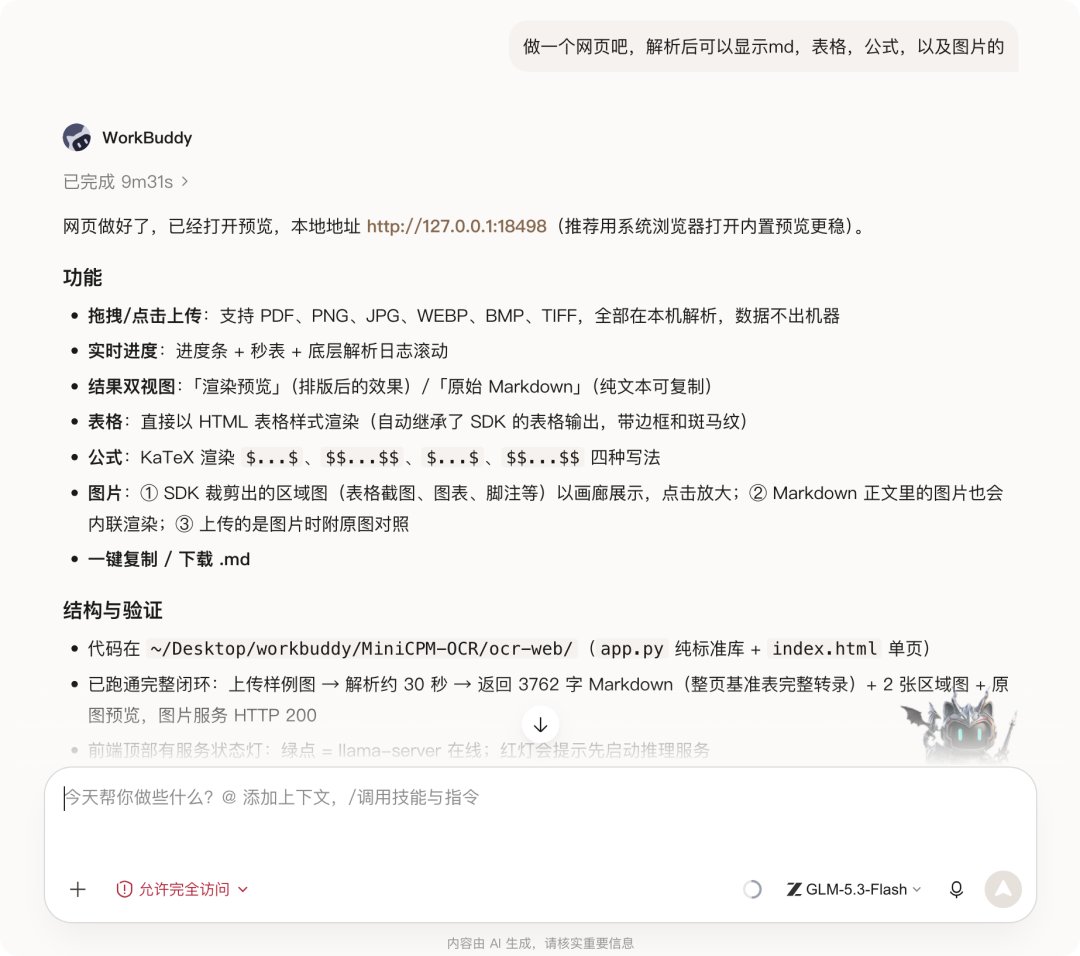 做一个网页吧，解析后可以显示md，表格，公式，以及图片的
WorkBuddy
已完成 9m31s >
网页做好了，已经打开预览，本地地址 http://127.0.0.1:18498（推荐用系统浏览器打开内置预览更稳）。
功能
• 拖拽/点击上传：支持 PDF、PNG、JPG、WEBP、BMP、TIFF，全部在本机解析，数据不出机器
• 实时进度：进度条 + 秒表 + 底层解析日志滚动
• 结果双视图：「渲染预览」（排版后的效果）/「原始 Markdown」（纯文本可复制）
• 表格：直接以 HTML 表格样式渲染（自动继承了 SDK 的表格输出，带边框和斑马纹）
• 公式：KaTeX 渲染 $...$、$$...$$、$...$、$$...$$ 四种写法
• 图片：① SDK 裁剪出的区域图（表格截图、图表、脚注等）以画廊展示，点击放大；② Markdown 正文里的图片也会
内联渲染；③ 上传的是图片时附原图对照
• 一键复制 / 下载 .md
结构与验证
• 代码在 ~/Desktop/workbuddy/MiniCPM-OCR/ocr-web/（app.py 纯标准库 + index.html 单页）
• 已跑通完整闭环：上传样例图 → 解析约 30 秒 → 返回 3762 字 Markdown（整页基准表完整转录）+ 2 张区域图 + 原
图预览，图片服务 HTTP 200
• 前端顶部有服务状态灯：绿点 = llama-server 在线；红灯会提示先启动推理服务
今天帮你做些什么？@ 添加上下文，/调用技能与指令
允许完全访问
GLM-5.3-Flash
内容由 AI 生成，请核实重要信息